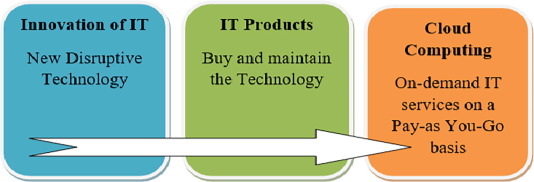 Innovation of IT
New Disruptive
Technology
IT Products
Buy and maintain
the Technology
Cloud
Computing
On-demand IT
services on a
Pay-as You-Go
basis